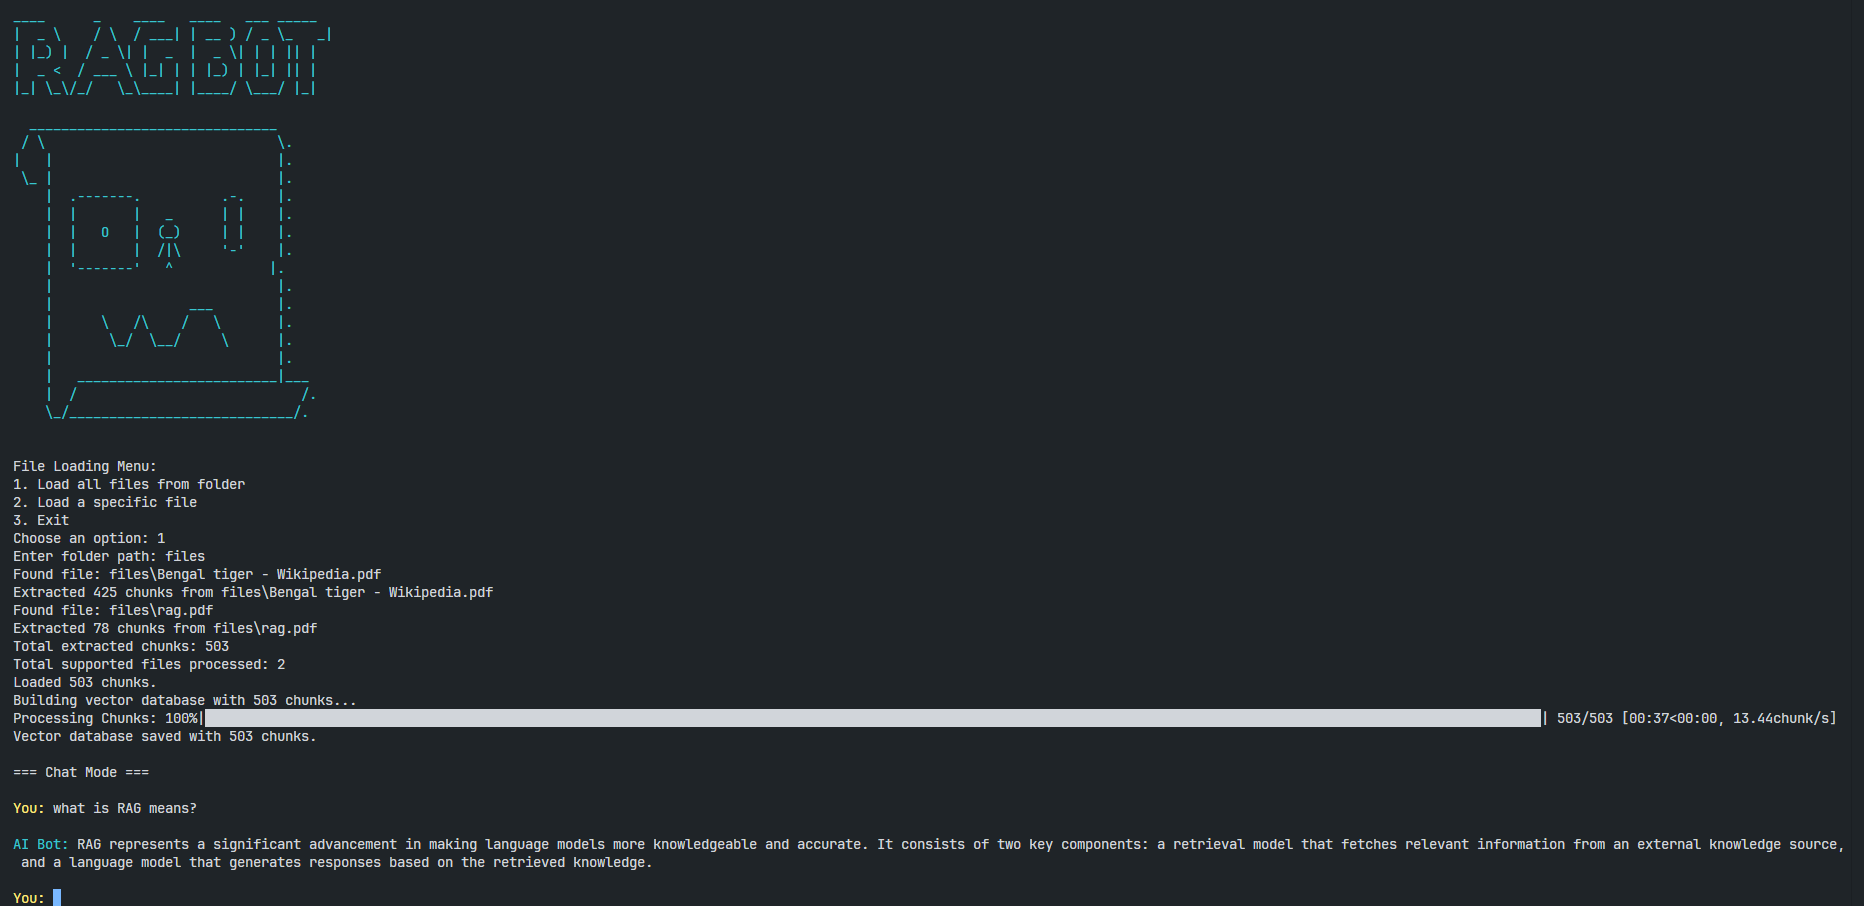 RAGBOT
File Loading Menu:
1. Load all files from folder
2. Load a specific file
3. Exit
Choose an option: 1
Enter folder path: files
Found file: files\Bengal tiger - Wikipedia.pdf
Extracted 425 chunks from files\Bengal tiger - Wikipedia.pdf
Found file: files\rag.pdf
Extracted 78 chunks from files\rag.pdf
Total extracted chunks: 503
Total supported files processed: 2
Loaded 503 chunks.
Building vector database with 503 chunks...
Processing Chunks: 100%| | 503/503 [00:37<00:00, 13.44chunk/s]
Vector database saved with 503 chunks.
=== Chat Mode ===
You: what is RAG means?
AI Bot: RAG represents a significant advancement in making language models more knowledgeable and accurate. It consists of two key components: a retrieval model that fetches relevant information from an external knowledge source,
and a language model that generates responses based on the retrieved knowledge.
You: